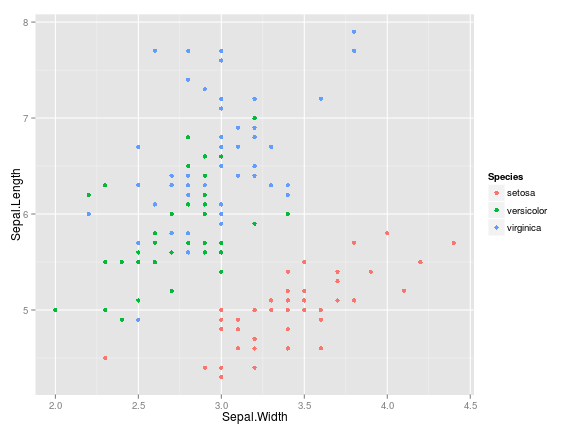 8
7
6
5
Sepal.Length
2.0 2.5 3.0 3.5 4.0 4.5
Sepal.Width
Species
setosa
versicolor
virginica